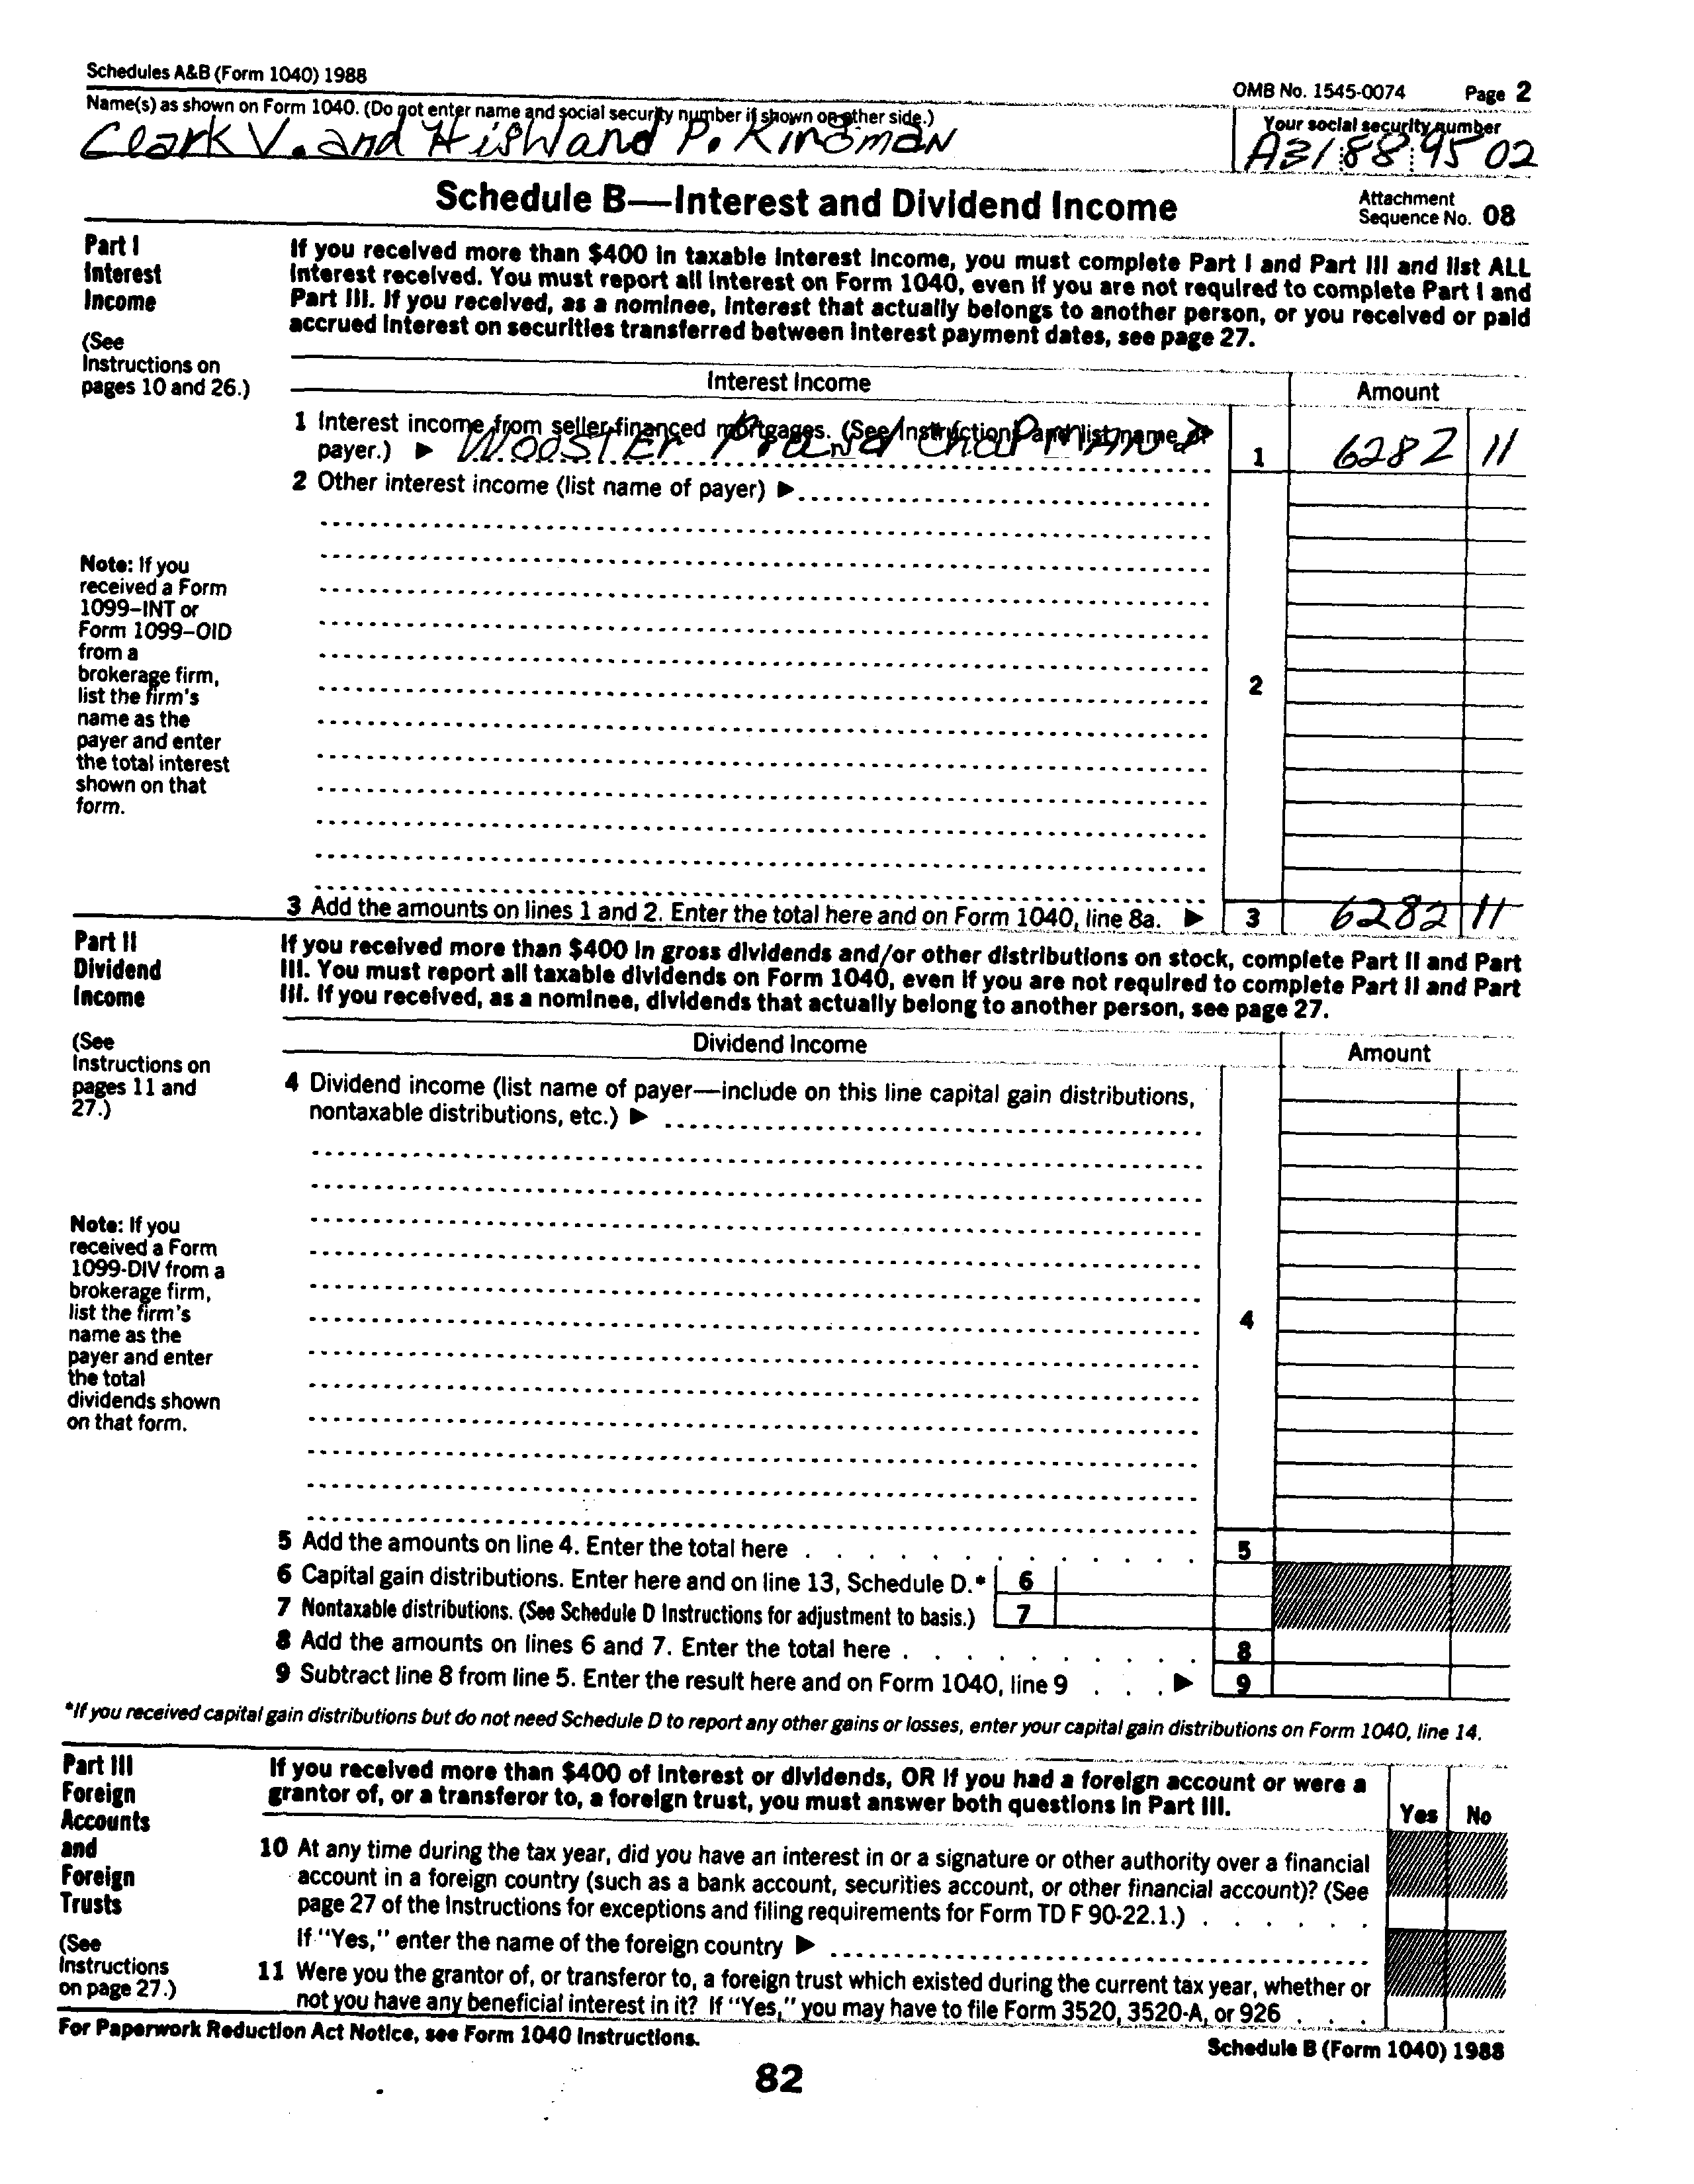 Schedules A&B (Form 1040) 1988
OMB No. 1545-0074 Page 2
Name(s) as shown on Form 1040. (Do not enter name and social security number if shown on other side.)
Your social security number
Clark V. and Highland P. Kingman
A31 88 9502
Schedule B—Interest and Dividend Income
Attachment
Sequence No. 08
Part I
Interest
Income
(See
Instructions on
pages 10 and 26.)
If you received more than $400 in taxable interest income, you must complete Part I and Part III and list ALL
interest received. You must report all interest on Form 1040, even if you are not required to complete Part I and
Part III. If you received, as a nominee, interest that actually belongs to another person, or you received or paid
accrued interest on securities transferred between interest payment dates, see page 27.
Interest Income
Amount
1 Interest income from seller-financed mortgages. (See Instructions and list name of
payer.) ▶ WOOSTER
1 6282 11
2 Other interest income (list name of payer) ▶
Note: If you
received a Form
1099–INT or
Form 1099–OID
from a
brokerage firm,
list the firm's
name as the
payer and enter
the total interest
shown on that
form.
2
3 Add the amounts on lines 1 and 2. Enter the total here and on Form 1040, line 8a. ▶ 3 6282 11
Part II
Dividend
Income
(See
Instructions on
pages 11 and
27.)
If you received more than $400 in gross dividends and/or other distributions on stock, complete Part II and Part
III. You must report all taxable dividends on Form 1040, even if you are not required to complete Part II and Part
III. If you received, as a nominee, dividends that actually belong to another person, see page 27.
Dividend Income
Amount
4 Dividend income (list name of payer—include on this line capital gain distributions,
nontaxable distributions, etc.) ▶
Note: If you
received a Form
1099-DIV from a
brokerage firm,
list the firm's
name as the
payer and enter
the total
dividends shown
on that form.
4
5 Add the amounts on line 4. Enter the total here . . . . . . . . . . . 5
6 Capital gain distributions. Enter here and on line 13, Schedule D.* 6
7 Nontaxable distributions. (See Schedule D Instructions for adjustment to basis.) 7
8 Add the amounts on lines 6 and 7. Enter the total here . . . . . . . . . 8
9 Subtract line 8 from line 5. Enter the result here and on Form 1040, line 9 . . . ▶ 9
*If you received capital gain distributions but do not need Schedule D to report any other gains or losses, enter your capital gain distributions on Form 1040, line 14.
Part III
Foreign
Accounts
and
Foreign
Trusts
(See
Instructions
on page 27.)
If you received more than $400 of interest or dividends, OR if you had a foreign account or were a
grantor of, or a transferor to, a foreign trust, you must answer both questions in Part III.
Yes No
10 At any time during the tax year, did you have an interest in or a signature or other authority over a financial
account in a foreign country (such as a bank account, securities account, or other financial account)? (See
page 27 of the Instructions for exceptions and filing requirements for Form TD F 90-22.1.) . . . . . .
If "Yes," enter the name of the foreign country ▶
11 Were you the grantor of, or transferor to, a foreign trust which existed during the current tax year, whether or
not you have any beneficial interest in it? If "Yes," you may have to file Form 3520, 3520-A, or 926 . . .
For Paperwork Reduction Act Notice, see Form 1040 Instructions.
Schedule B (Form 1040) 1988
82